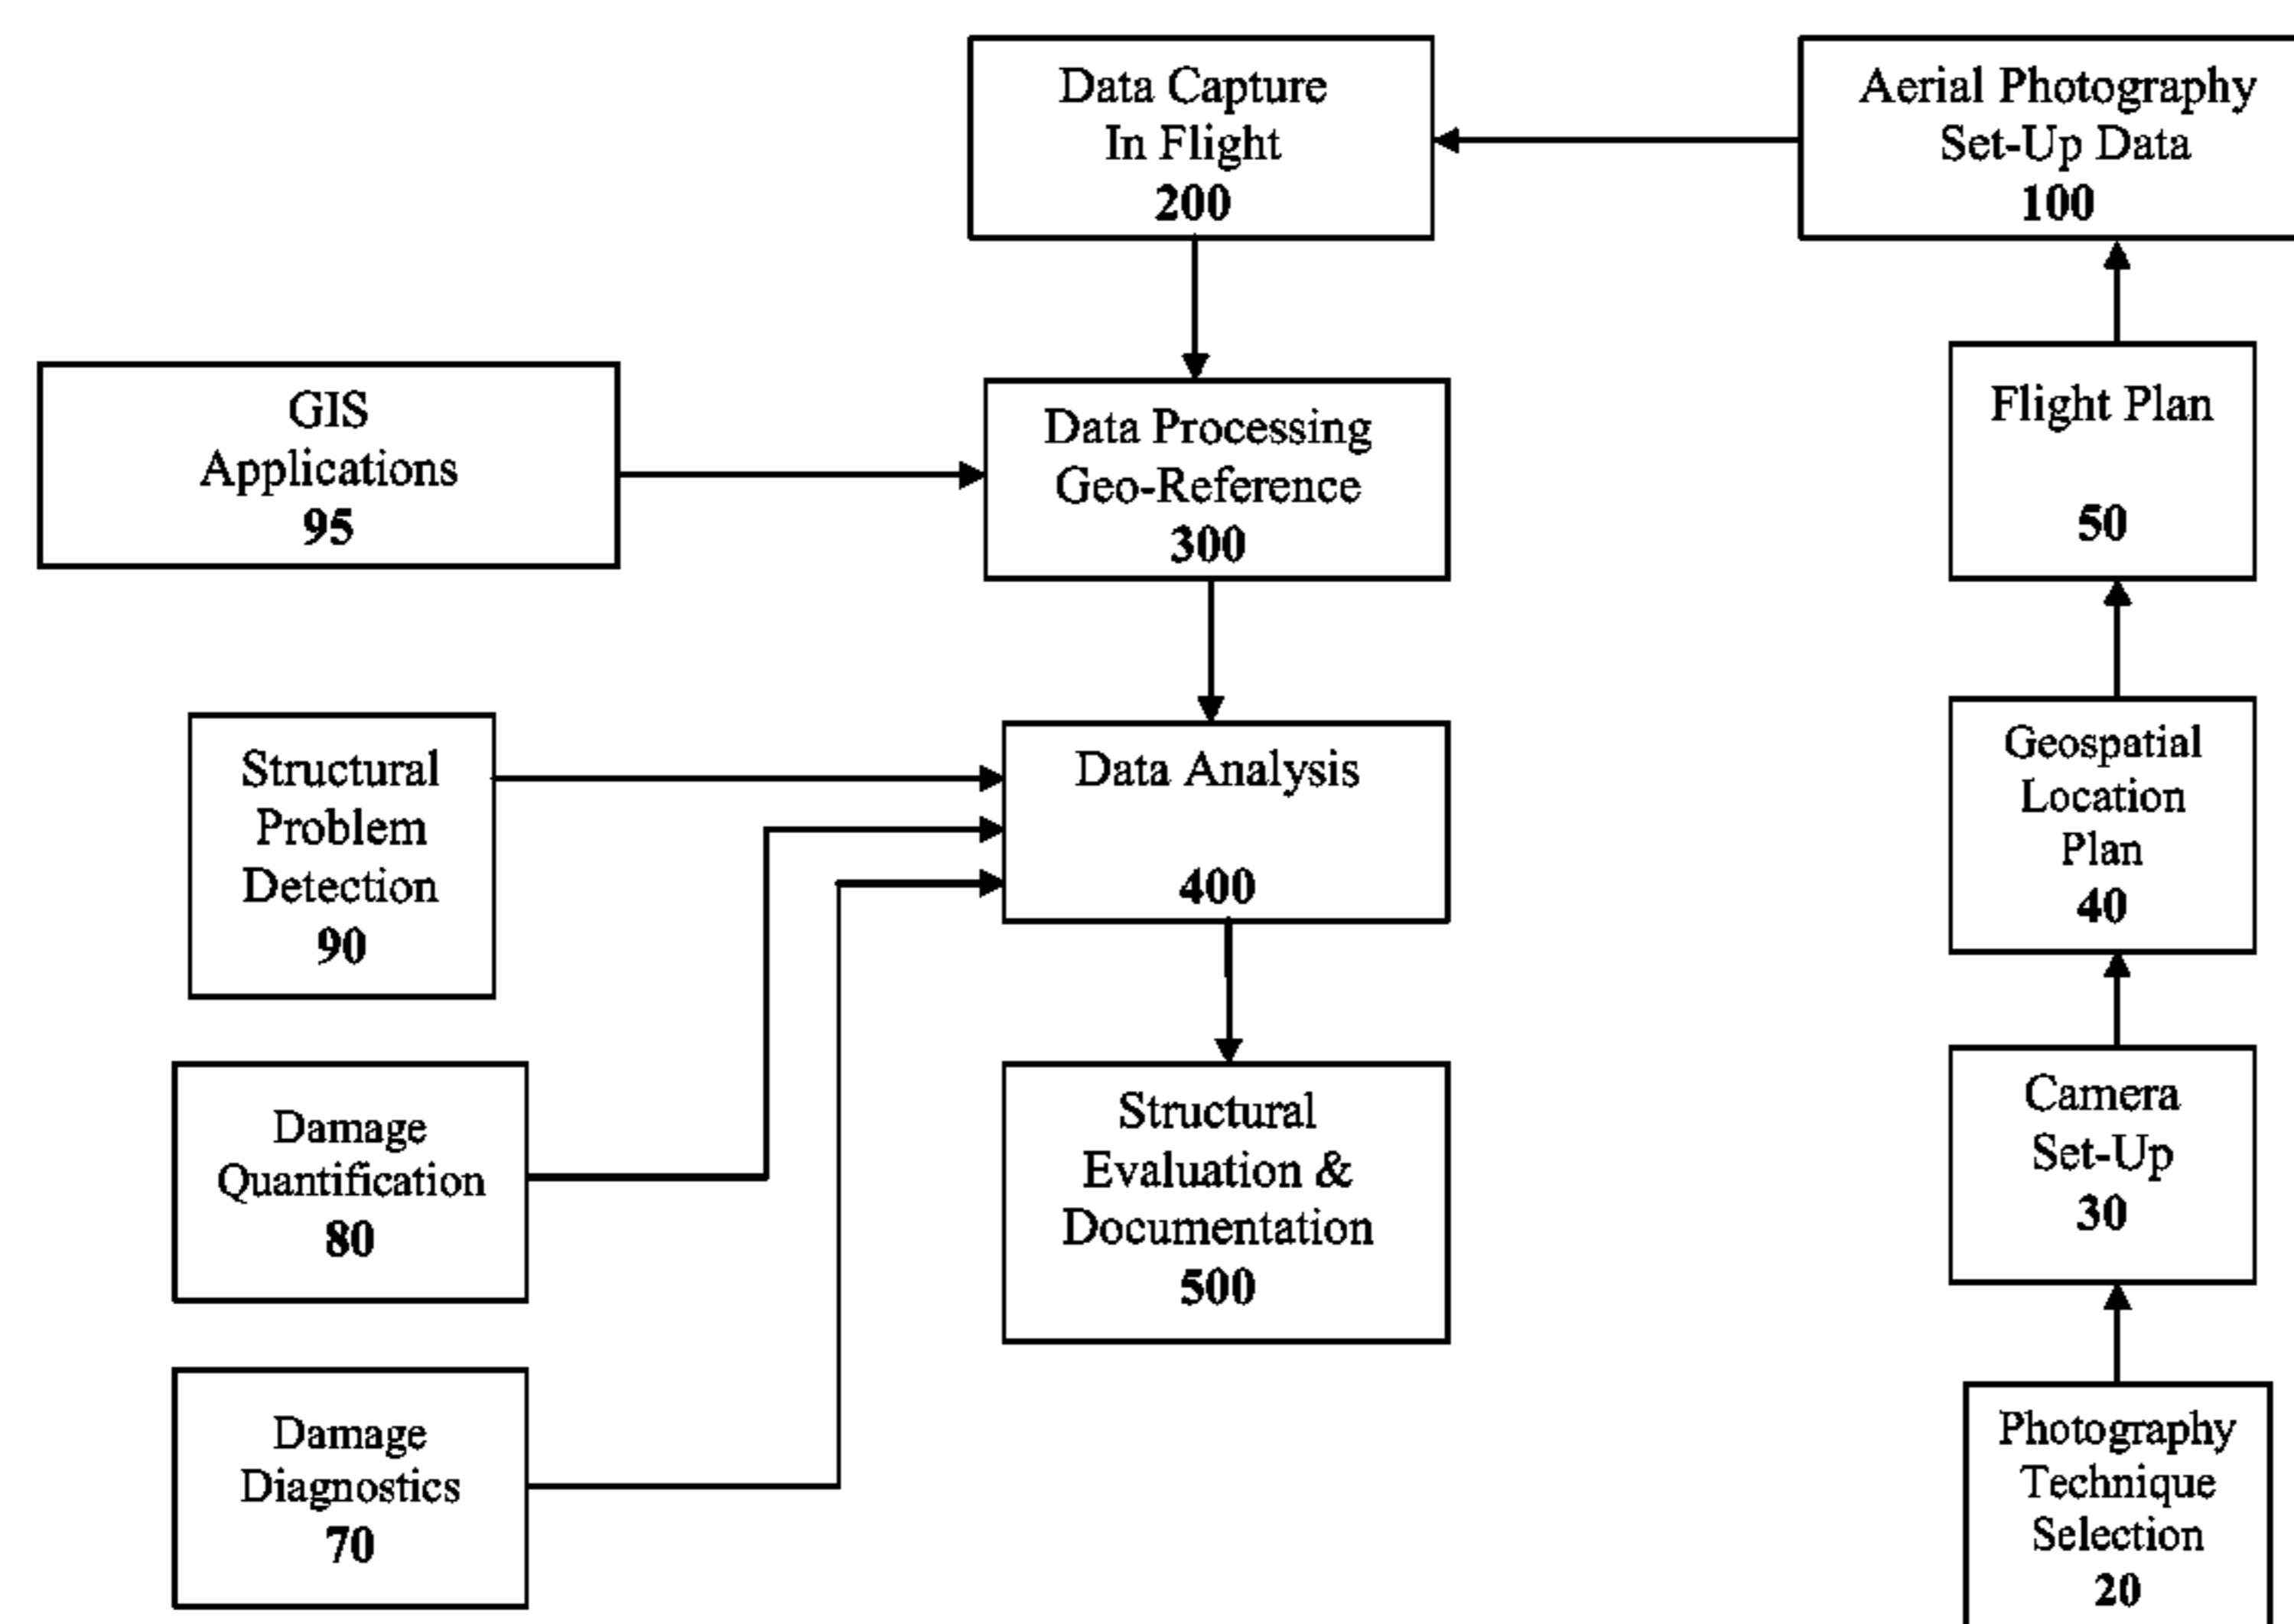 Data Capture
In Flight
200
Aerial Photography
Set-Up Data
100
GIS
Applications
95
Data Processing
Geo-Reference
300
Flight Plan
50
Structural
Problem
Detection
90
Data Analysis
400
Geospatial
Location
Plan
40
Damage
Quantification
80
Structural
Evaluation &
Documentation
500
Camera
Set-Up
30
Damage
Diagnostics
70
Photography
Technique
Selection
20